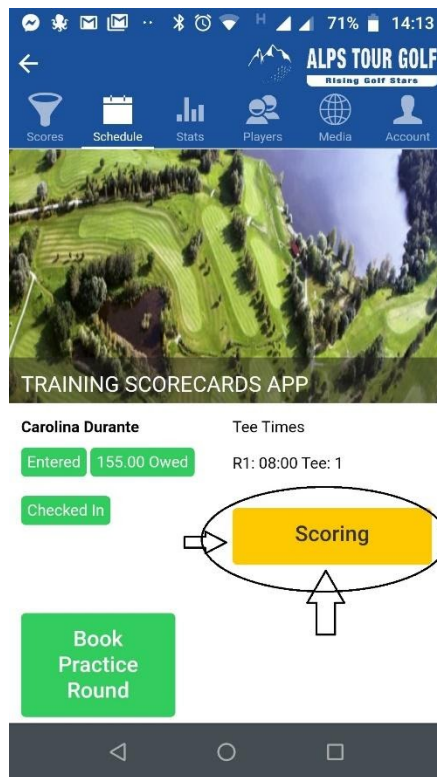 H 71% 14:13
ALPS TOUR GOLF
Rising Golf Stars
Scores Schedule Stats Players Media Account
TRAINING SCORECARDS APP
Carolina Durante Tee Times
Entered 155.00 Owed R1: 08:00 Tee: 1
Checked In
Scoring
Book
Practice
Round